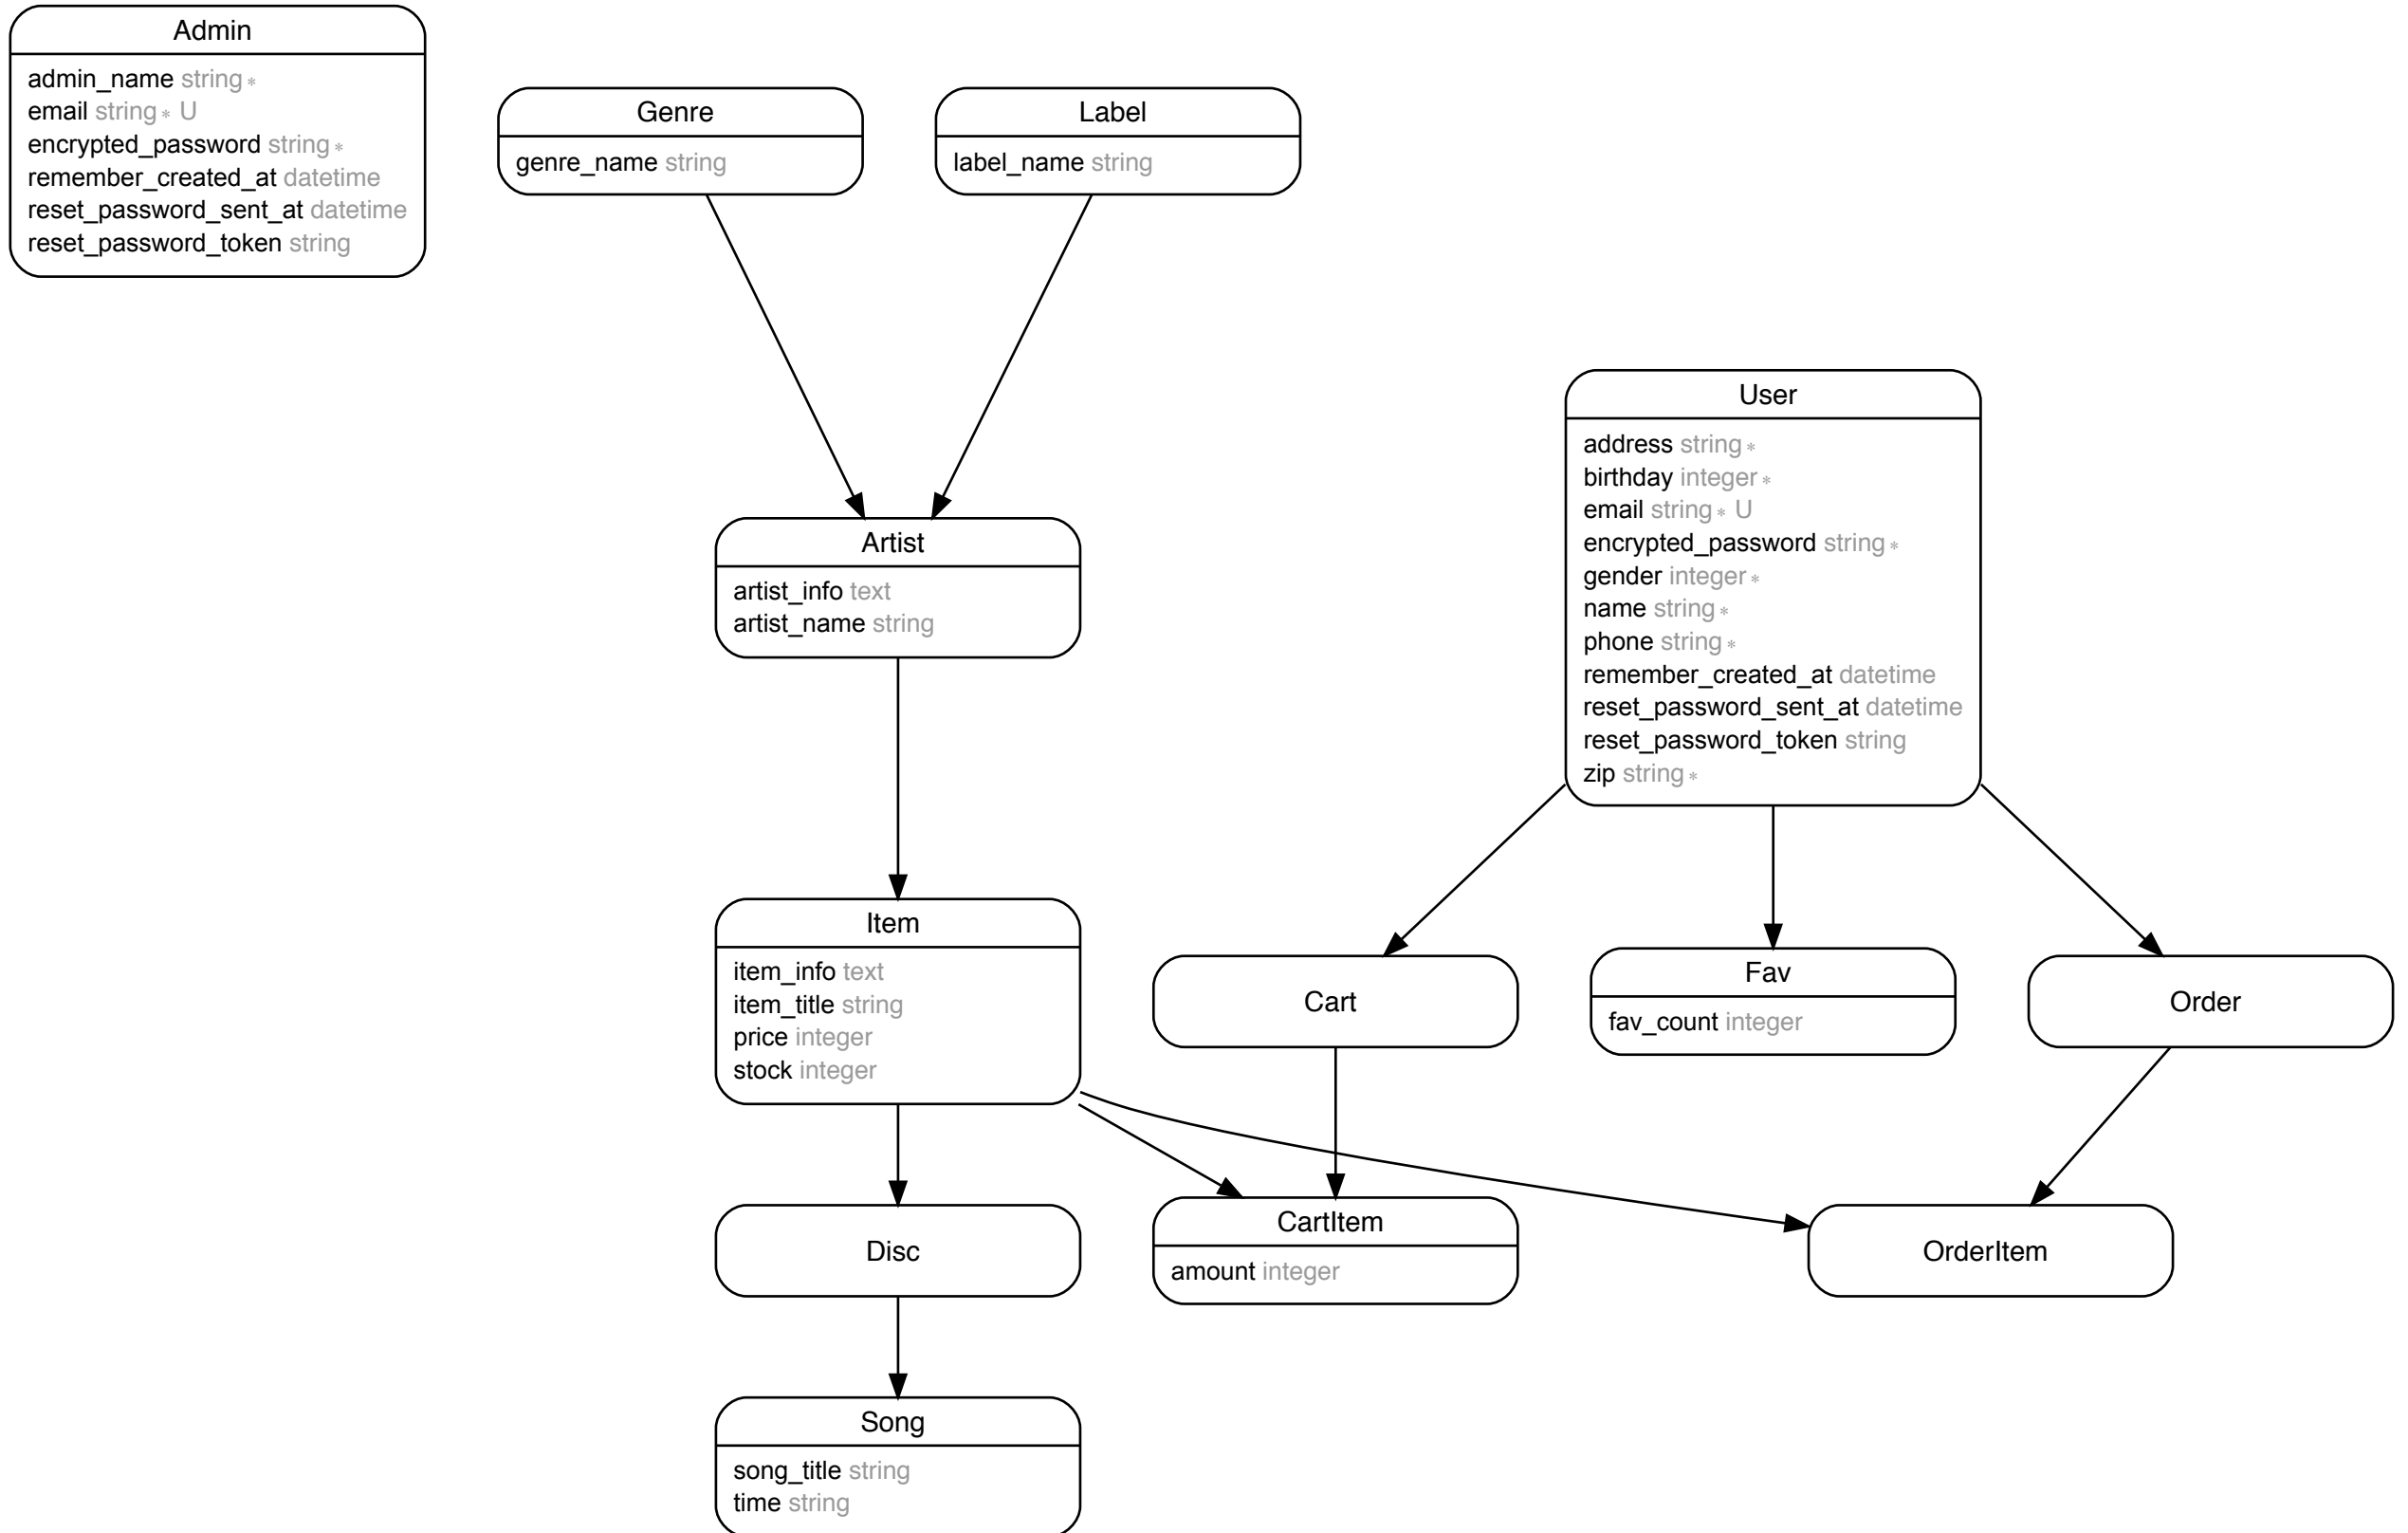 Admin
admin_name string *
email string * U
encrypted_password string *
remember_created_at datetime
reset_password_sent_at datetime
reset_password_token string
Genre
genre_name string
Label
label_name string
Artist
artist_info text
artist_name string
User
address string *
birthday integer *
email string * U
encrypted_password string *
gender integer *
name string *
phone string *
remember_created_at datetime
reset_password_sent_at datetime
reset_password_token string
zip string *
Item
item_info text
item_title string
price integer
stock integer
Cart
Fav
fav_count integer
Order
Disc
CartItem
amount integer
OrderItem
Song
song_title string
time string